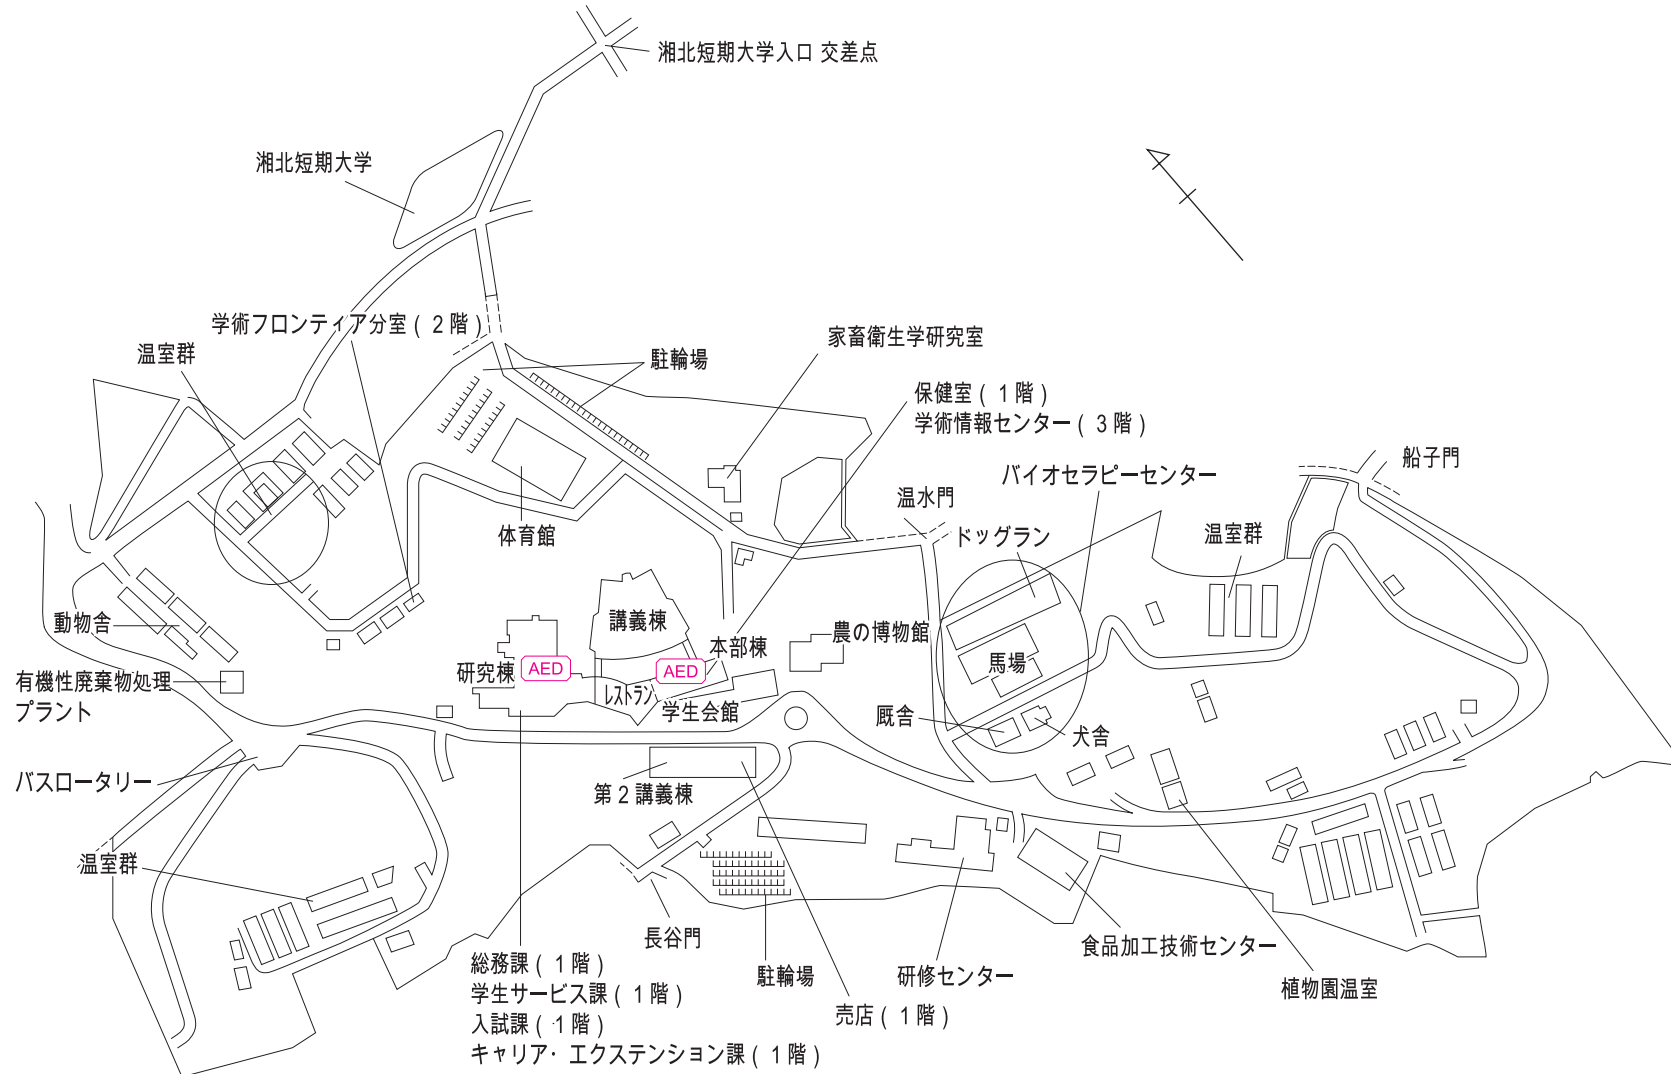 湘北短期大学入口 交差点
湘北短期大学
学術フロンティア分室(2階)
温室群
駐輪場
家畜衛生学研究室
保健室(1階)
学術情報センター(3階)
船子門
バイオセラピーセンター
温水門
ドッグラン
温室群
体育館
動物舎
講義棟
農の博物館
本部棟
研究棟
AED
AED
馬場
有機性廃棄物処理
プラント
レストラン
学生会館
厩舎
犬舎
バスロータリー
第2講義棟
温室群
長谷門
食品加工技術センター
総務課(1階)
学生サービス課(1階)
入試課(1階)
キャリア・エクステンション課(1階)
駐輪場
研修センター
植物園温室
売店(1階)